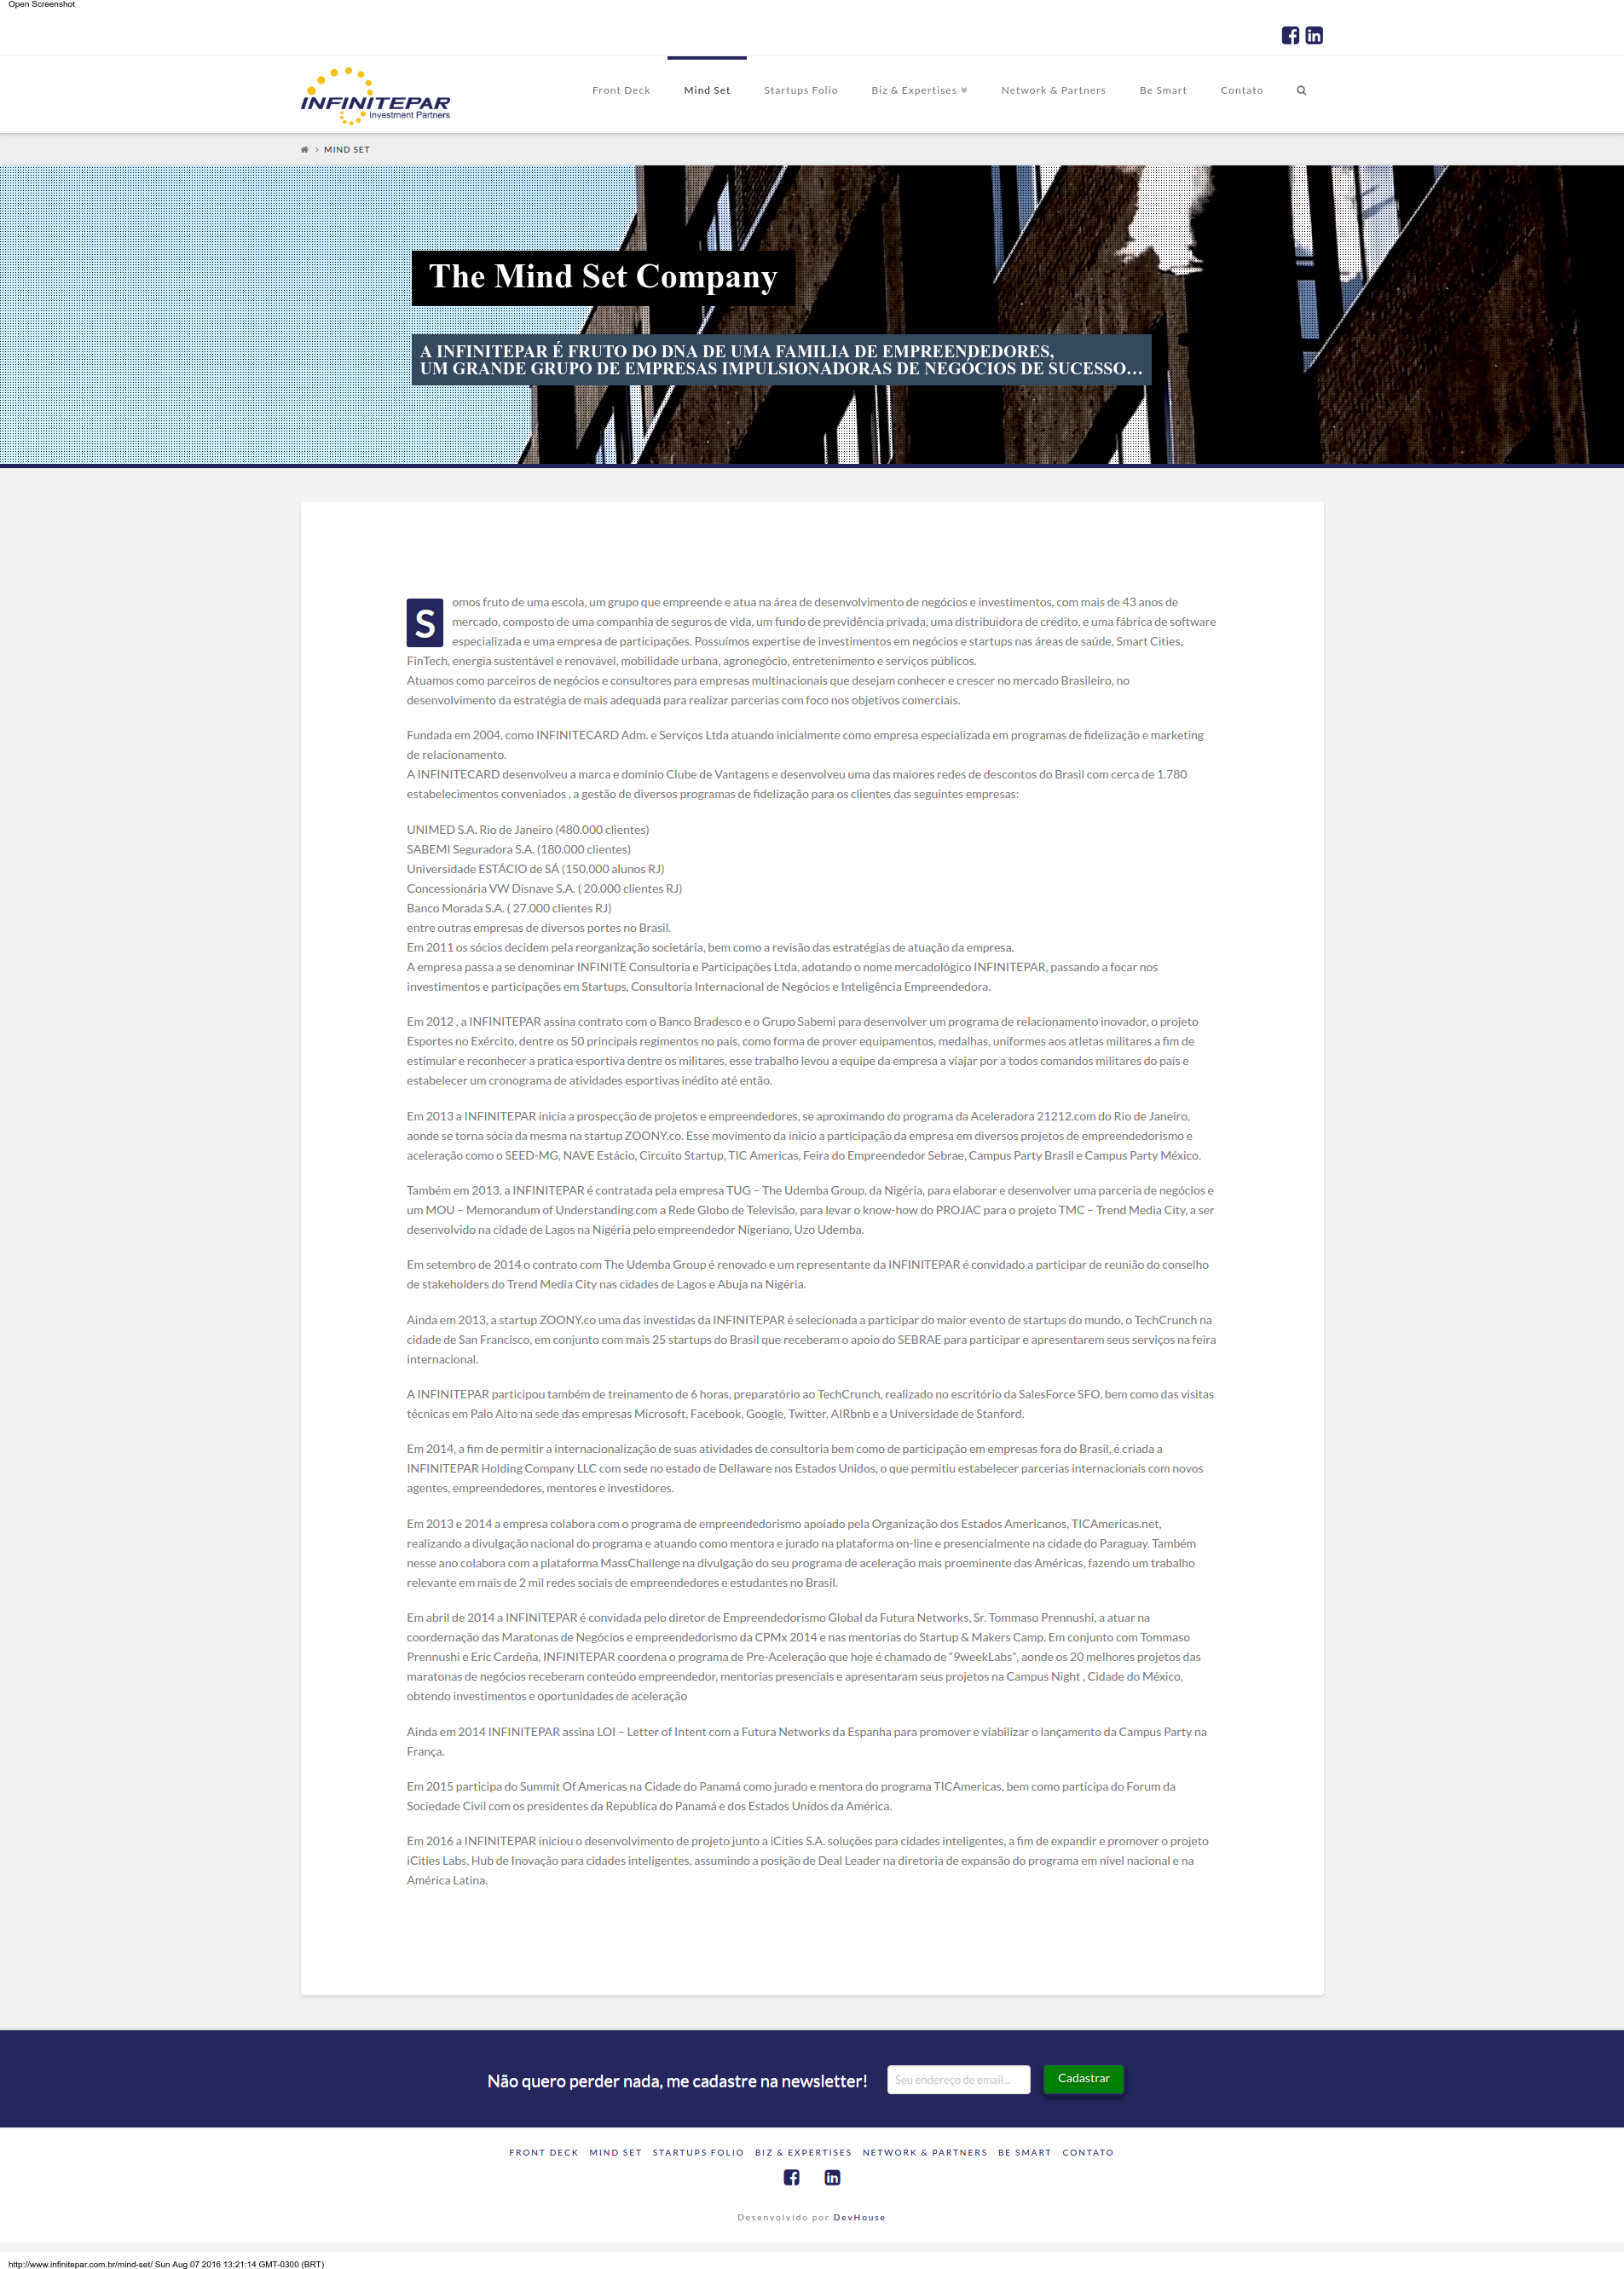 Open Screenshot
INFINITEPAR
Investment Partners
Front Deck Mind Set Startups Folio Biz & Expertises Network & Partners Be Smart Contato
MIND SET
The Mind Set Company
A INFINITEPAR É FRUTO DO DNA DE UMA FAMILIA DE EMPREENDEDORES,
UM GRANDE GRUPO DE EMPRESAS IMPULSIONADORAS DE NEGÓCIOS DE SUCESSO...
Somos fruto de uma escola, um grupo que empreende e atua na área de desenvolvimento de negócios e investimentos, com mais de 43 anos de
mercado, composto de uma companhia de seguros de vida, um fundo de previdência privada, uma distribuidora de crédito, e uma fábrica de software
especializada e uma empresa de participações. Possuímos expertise de investimentos em negócios e startups nas áreas de saúde, Smart Cities,
FinTech, energia sustentável e renovável, mobilidade urbana, agronegócio, entretenimento e serviços públicos.
Atuamos como parceiros de negócios e consultores para empresas multinacionais que desejam conhecer e crescer no mercado Brasileiro, no
desenvolvimento da estratégia de mais adequada para realizar parcerias com foco nos objetivos comerciais.
Fundada em 2004, como INFINITECARD Adm. e Serviços Ltda atuando inicialmente como empresa especializada em programas de fidelização e marketing
de relacionamento.
A INFINITECARD desenvolveu a marca e domínio Clube de Vantagens e desenvolveu uma das maiores redes de descontos do Brasil com cerca de 1.780
estabelecimentos conveniados , a gestão de diversos programas de fidelização para os clientes das seguintes empresas:
UNIMED S.A. Rio de Janeiro (480.000 clientes)
SABEMI Seguradora S.A. (180.000 clientes)
Universidade ESTÁCIO de SÁ (150.000 alunos RJ)
Concessionária VW Disnave S.A. ( 20.000 clientes RJ)
Banco Morada S.A. ( 27.000 clientes RJ)
entre outras empresas de diversos portes no Brasil.
Em 2011 os sócios decidem pela reorganização societária, bem como a revisão das estratégias de atuação da empresa.
A empresa passa a se denominar INFINITE Consultoria e Participações Ltda, adotando o nome mercadológico INFINITEPAR, passando a focar nos
investimentos e participações em Startups, Consultoria Internacional de Negócios e Inteligência Empreendedora.
Em 2012 , a INFINITEPAR assina contrato com o Banco Bradesco e o Grupo Sabemi para desenvolver um programa de relacionamento inovador, o projeto
Esportes no Exército, dentre os 50 principais regimentos no país, como forma de prover equipamentos, medalhas, uniformes aos atletas militares a fim de
estimular e reconhecer a pratica esportiva dentre os militares, esse trabalho levou a equipe da empresa a viajar por a todos comandos militares do país e
estabelecer um cronograma de atividades esportivas inédito até então.
Em 2013 a INFINITEPAR inicia a prospecção de projetos e empreendedores, se aproximando do programa da Aceleradora 21212.com do Rio de Janeiro,
aonde se torna sócia da mesma na startup ZOONY.co. Esse movimento da inicio a participação da empresa em diversos projetos de empreendedorismo e
aceleração como o SEED-MG, NAVE Estácio, Circuito Startup, TIC Americas, Feira do Empreendedor Sebrae, Campus Party Brasil e Campus Party México.
Também em 2013, a INFINITEPAR é contratada pela empresa TUG – The Udemba Group, da Nigéria, para elaborar e desenvolver uma parceria de negócios e
um MOU – Memorandum of Understanding com a Rede Globo de Televisão, para levar o know-how do PROJAC para o projeto TMC – Trend Media City, a ser
desenvolvido na cidade de Lagos na Nigéria pelo empreendedor Nigeriano, Uzo Udemba.
Em setembro de 2014 o contrato com The Udemba Group é renovado e um representante da INFINITEPAR é convidado a participar de reunião do conselho
de stakeholders do Trend Media City nas cidades de Lagos e Abuja na Nigéria.
Ainda em 2013, a startup ZOONY.co uma das investidas da INFINITEPAR é selecionada a participar do maior evento de startups do mundo, o TechCrunch na
cidade de San Francisco, em conjunto com mais 25 startups do Brasil que receberam o apoio do SEBRAE para participar e apresentarem seus serviços na feira
internacional.
A INFINITEPAR participou também de treinamento de 6 horas, preparatório ao TechCrunch, realizado no escritório da SalesForce SFO, bem como das visitas
técnicas em Palo Alto na sede das empresas Microsoft, Facebook, Google, Twitter, AIRbnb e a Universidade de Stanford.
Em 2014, a fim de permitir a internacionalização de suas atividades de consultoria bem como de participação em empresas fora do Brasil, é criada a
INFINITEPAR Holding Company LLC com sede no estado de Dellaware nos Estados Unidos, o que permitiu estabelecer parcerias internacionais com novos
agentes, empreendedores, mentores e investidores.
Em 2013 e 2014 a empresa colabora com o programa de empreendedorismo apoiado pela Organização dos Estados Americanos, TICAmericas.net,
realizando a divulgação nacional do programa e atuando como mentora e jurado na plataforma on-line e presencialmente na cidade do Paraguay. Também
nesse ano colabora com a plataforma MassChallenge na divulgação do seu programa de aceleração mais proeminente das Américas, fazendo um trabalho
relevante em mais de 2 mil redes sociais de empreendedores e estudantes no Brasil.
Em abril de 2014 a INFINITEPAR é convidada pelo diretor de Empreendedorismo Global da Futura Networks, Sr. Tommaso Prennushi, a atuar na
coordernação das Maratonas de Negócios e empreendedorismo da CPMx 2014 e nas mentorias do Startup & Makers Camp. Em conjunto com Tommaso
Prennushi e Eric Cardeña, INFINITEPAR coordena o programa de Pre-Aceleração que hoje é chamado de “9weekLabs”, aonde os 20 melhores projetos das
maratonas de negócios receberam conteúdo empreendedor, mentorias presenciais e apresentaram seus projetos na Campus Night , Cidade do México,
obtendo investimentos e oportunidades de aceleração
Ainda em 2014 INFINITEPAR assina LOI – Letter of Intent com a Futura Networks da Espanha para promover e viabilizar o lançamento da Campus Party na
França.
Em 2015 participa do Summit Of Americas na Cidade do Panamá como jurado e mentora do programa TICAmericas, bem como participa do Forum da
Sociedade Civil com os presidentes da Republica do Panamá e dos Estados Unidos da América.
Em 2016 a INFINITEPAR iniciou o desenvolvimento de projeto junto a iCities S.A. soluções para cidades inteligentes, a fim de expandir e promover o projeto
iCities Labs, Hub de Inovação para cidades inteligentes, assumindo a posição de Deal Leader na diretoria de expansão do programa em nível nacional e na
América Latina.
Não quero perder nada, me cadastre na newsletter! Seu endereço de email... Cadastrar
FRONT DECK MIND SET STARTUPS FOLIO BIZ & EXPERTISES NETWORK & PARTNERS BE SMART CONTATO
Desenvolvido por DevHouse
http://www.infinitepar.com.br/mind-set/ Sun Aug 07 2016 13:21:14 GMT-0300 (BRT)